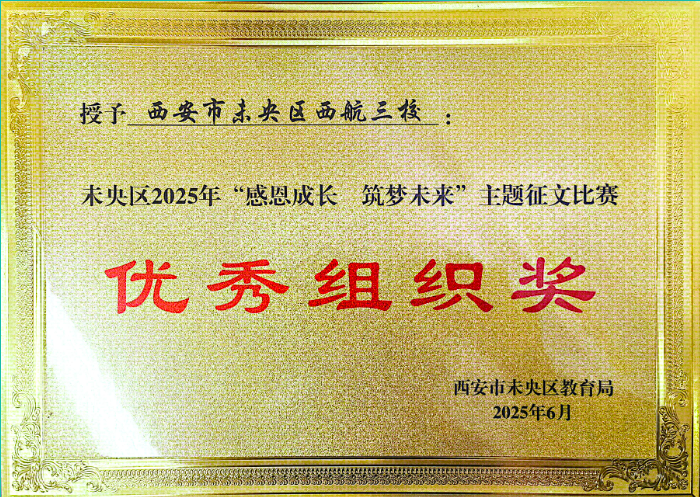 授予 西安市未央区西航三校：
未央区2025年“感恩成长 筑梦未来”主题征文比赛
优秀组织奖
西安市未央区教育局
2025年6月